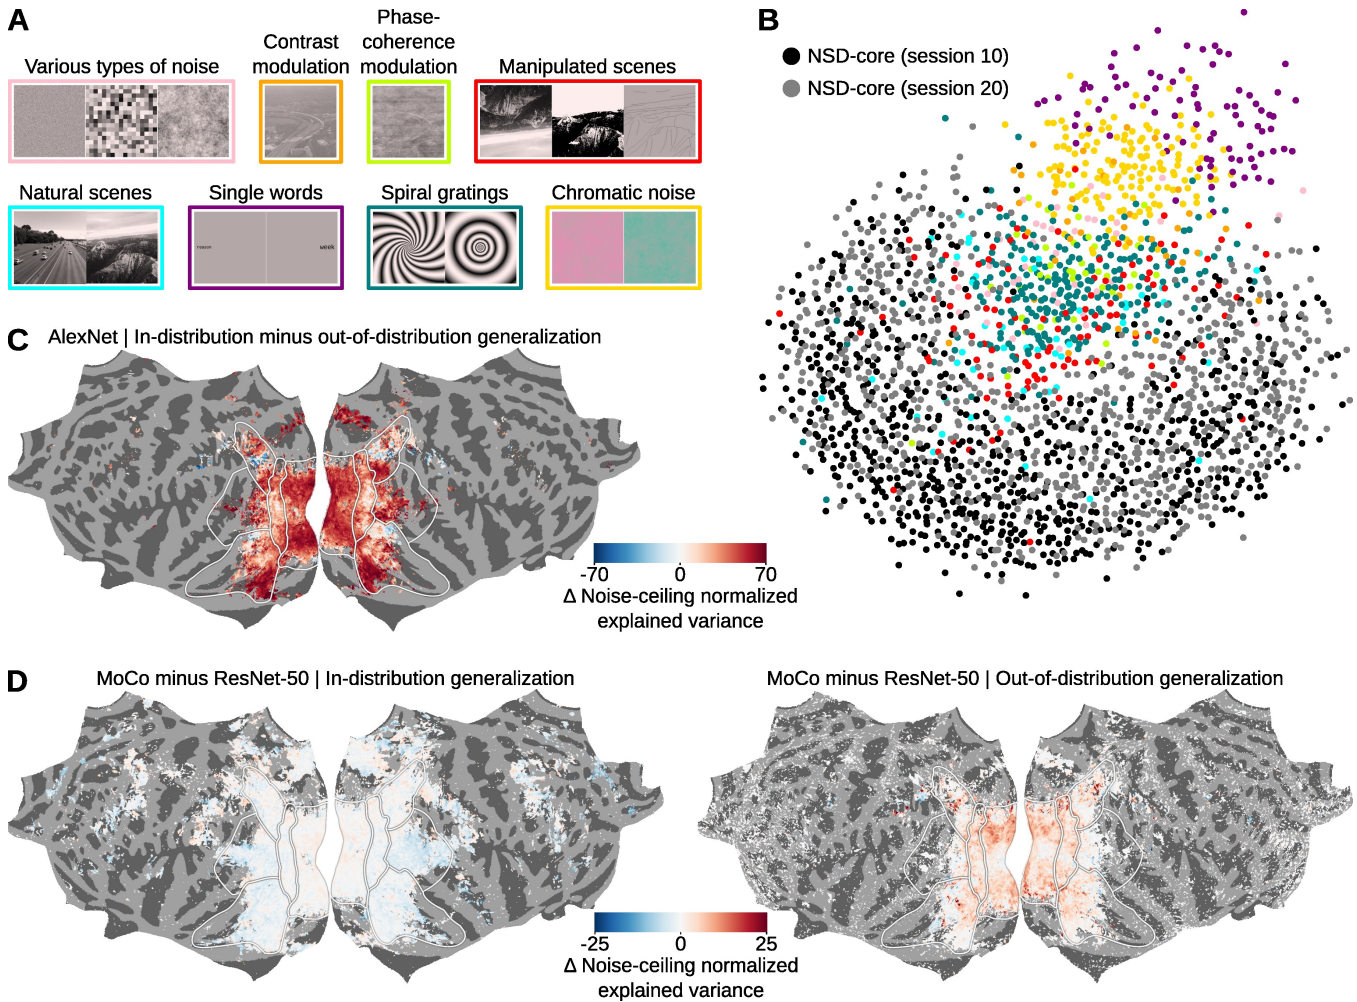 A
Various types of noise
Contrast
modulation
Phase-
coherence
modulation
Manipulated scenes
Natural scenes
Single words
week
Spiral gratings
Chromatic noise
B
NSD-core (session 10)
NSD-core (session 20)
C
AlexNet | In-distribution minus out-of-distribution generalization
-70
0
70
Δ Noise-ceiling normalized
explained variance
D
MoCo minus ResNet-50 | In-distribution generalization
MoCo minus ResNet-50 | Out-of-distribution generalization
-25
0
25
Δ Noise-ceiling normalized
explained variance